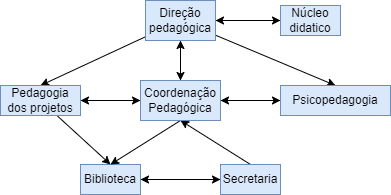 Direção
pedagógica
Núcleo
didatico
Pedagogia
dos projetos
Coordenação
Pedagógica
Psicopedagogia
Biblioteca
Secretaria